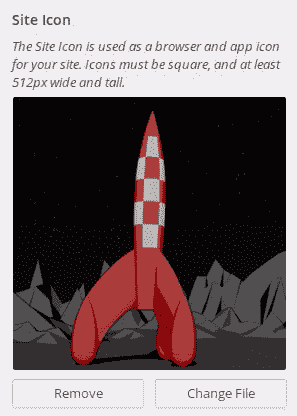 Site Icon
The Site Icon is used as a browser and app icon
for your site. Icons must be square, and at least
512px wide and tall.
Remove
Change File